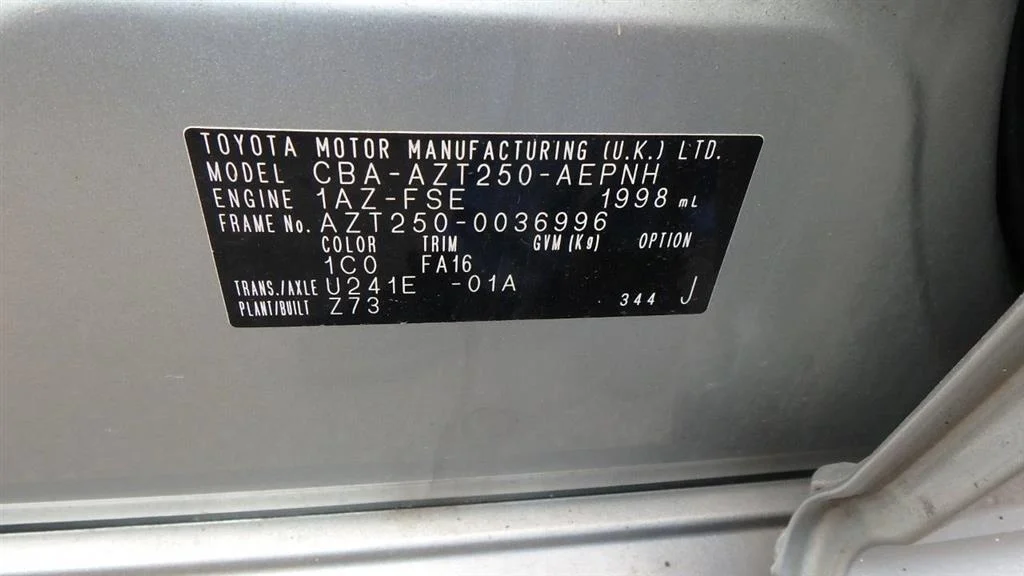 TOYOTA MOTOR MANUFACTURING (U.K.) LTD.
MODEL CBA-AZT250-AEPNH
ENGINE 1AZ-FSE 1998 mL
FRAME No. AZT250-0036996
COLOR TRIM GVM (Kg) OPTION
1C0 FA16
TRANS./AXLE U241E -01A
PLANT/BUILT Z73 344 J